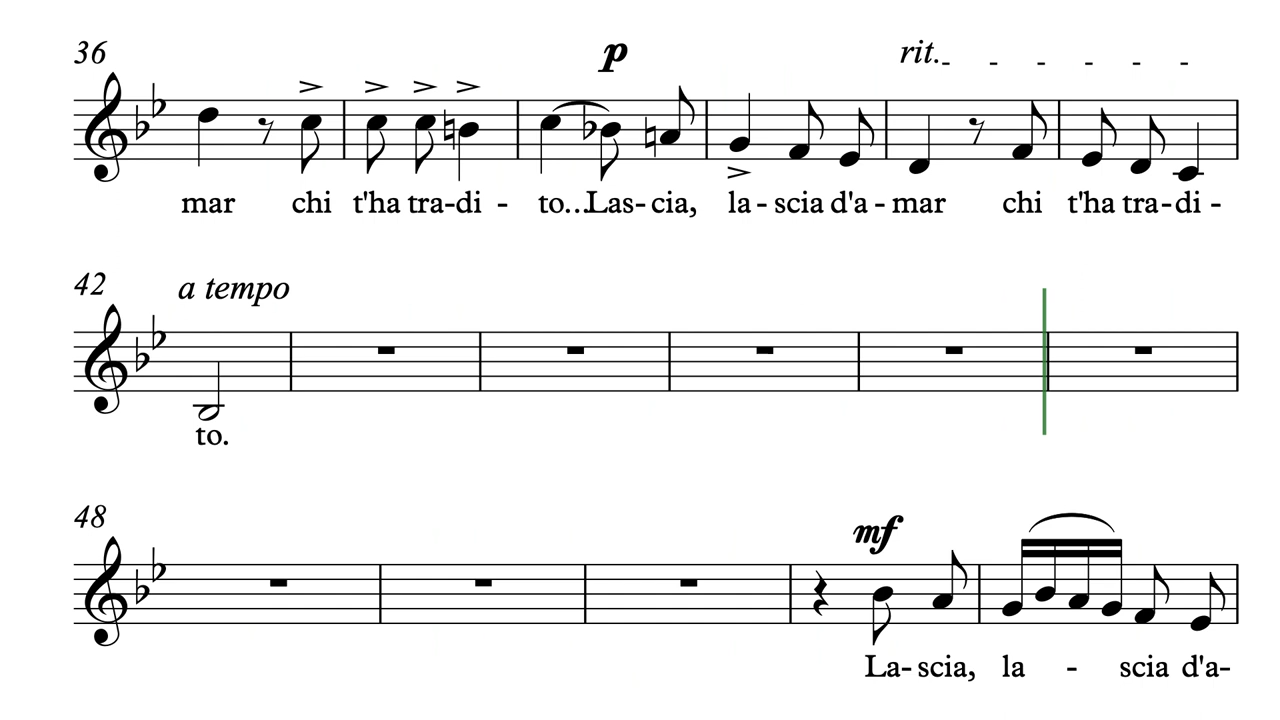 36
p
rit.
mar chi t'ha tra-di - to...Las-cia, la - scia d'a - mar chi t'ha tra-di -
42
a tempo
to.
48
mf
La- scia, la - scia d'a-